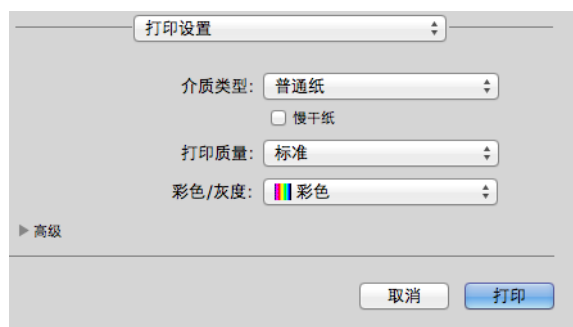 打印设置
介质类型: 普通纸
慢干纸
打印质量: 标准
彩色/灰度: 彩色
高级
取消 打印